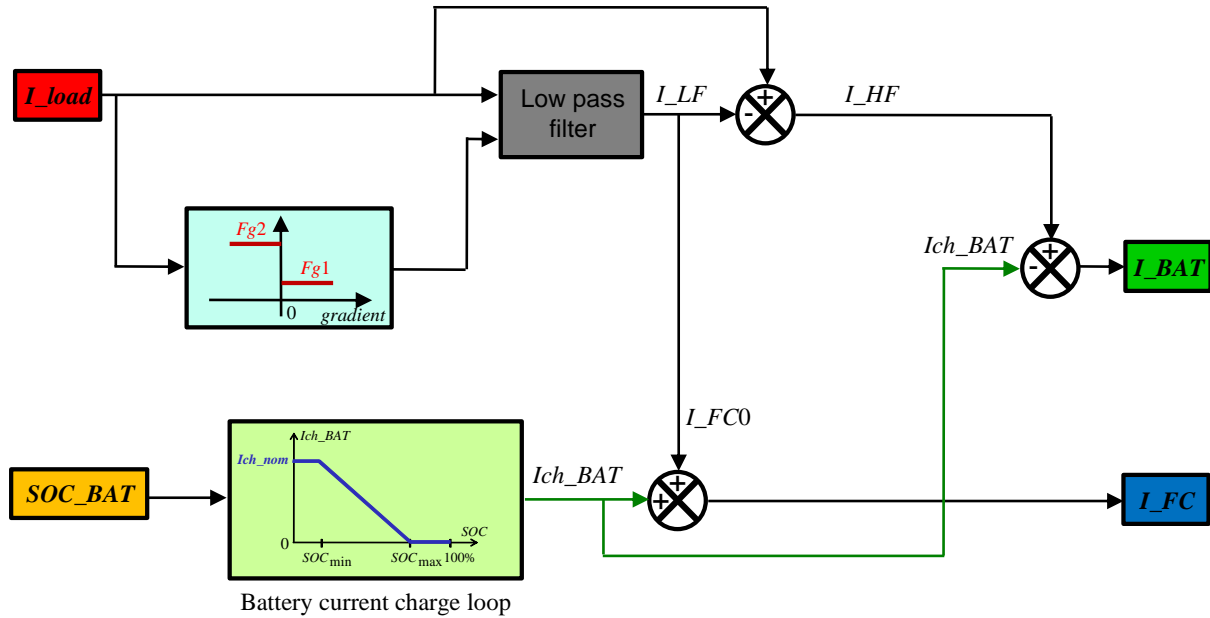 I_load
Low pass
filter
I_LF
+
-
I_HF
Fg2
Fg1
0
gradient
Ich_BAT
+
-
I_BAT
I_FC0
SOC_BAT
Ich_BAT
Ich_nom
0
SOC
SOCmin
SOCmax 100%
Ich_BAT
+
+
I_FC
Battery current charge loop